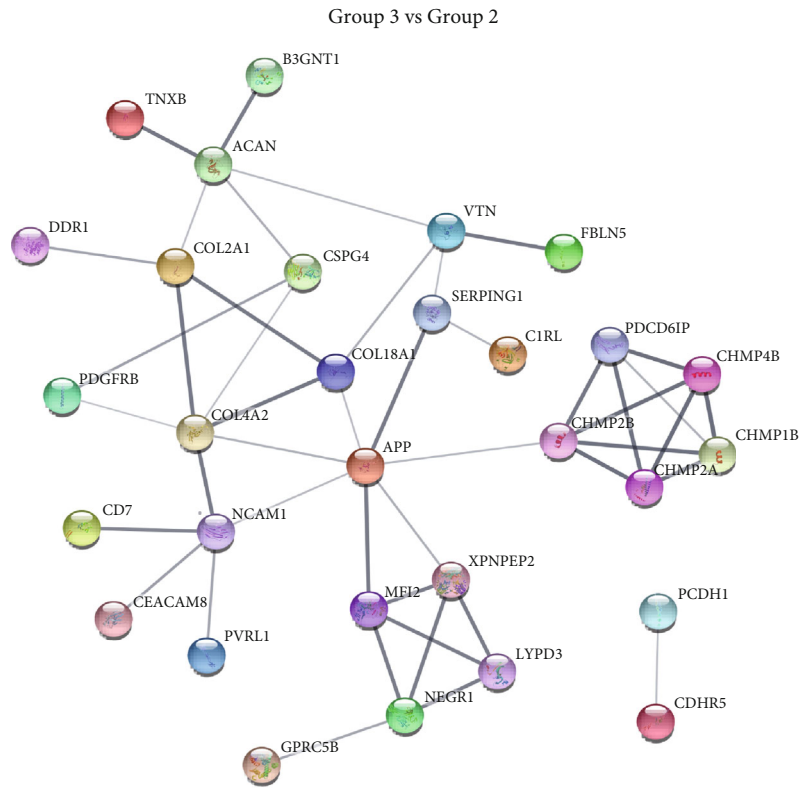 Group 3 vs Group 2
B3GNT1
TNXB
ACAN
VTN
DDR1
FBLN5
COL2A1
CSPG4
SERPING1
PDCD6IP
C1RL
COL18A1
CHMP4B
PDGFRB
COL4A2
CHMP2B
CHMP1B
APP
CHMP2A
CD7
NCAM1
XPNPEP2
MFI2
PCDH1
CEACAM8
PVRL1
LYPD3
NEGR1
CDHR5
GPRC5B